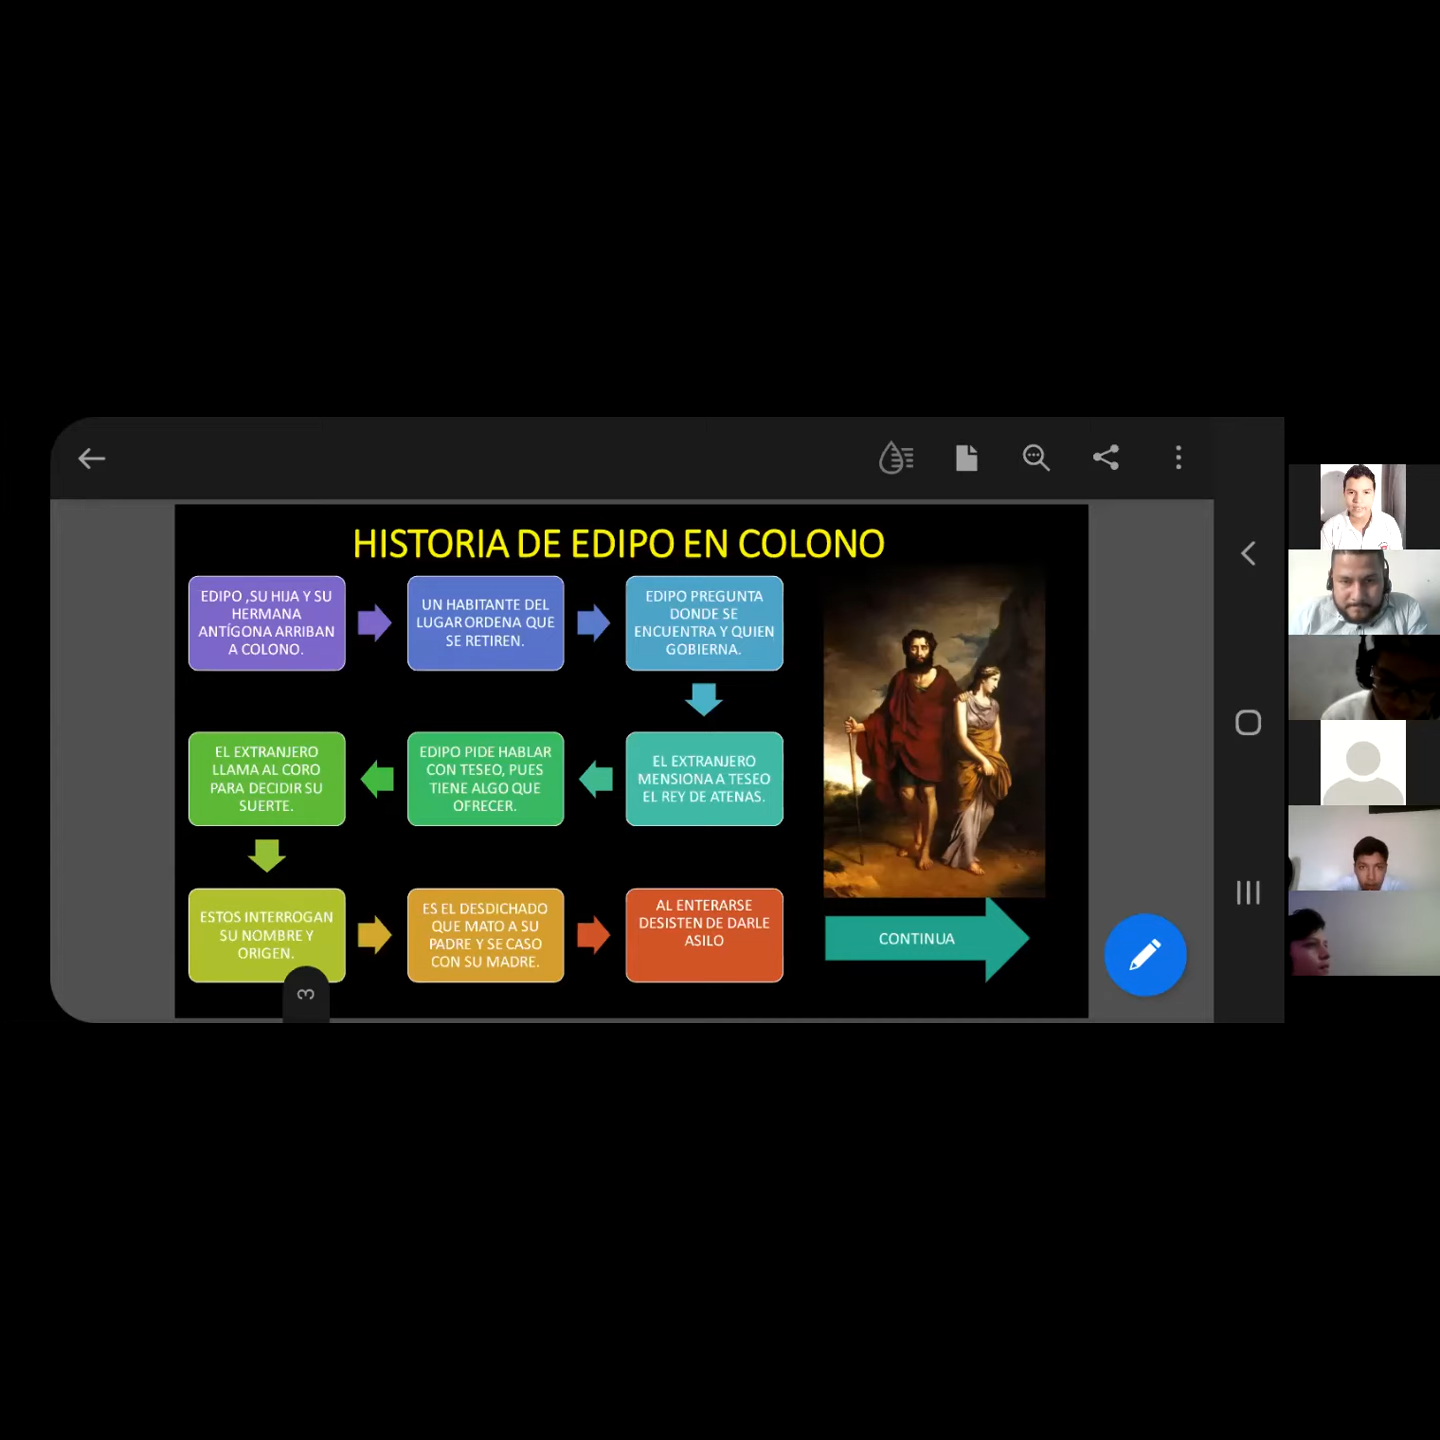 HISTORIA DE EDIPO EN COLONO
EDIPO ,SU HIJA Y SU
HERMANA
ANTÍGONA ARRIBAN
A COLONO.
UN HABITANTE DEL
LUGAR ORDENA QUE
SE RETIREN.
EDIPO PREGUNTA
DONDE SE
ENCUENTRA Y QUIEN
GOBIERNA.
EL EXTRANJERO
MENSIONA A TESEO
EL REY DE ATENAS.
EDIPO PIDE HABLAR
CON TESEO, PUES
TIENE ALGO QUE
OFRECER.
EL EXTRANJERO
LLAMA AL CORO
PARA DECIDIR SU
SUERTE.
ESTOS INTERROGAN
SU NOMBRE Y
ORIGEN.
ES EL DESDICHADO
QUE MATO A SU
PADRE Y SE CASO
CON SU MADRE.
AL ENTERARSE
DESISTEN DE DARLE
ASILO
CONTINUA
3